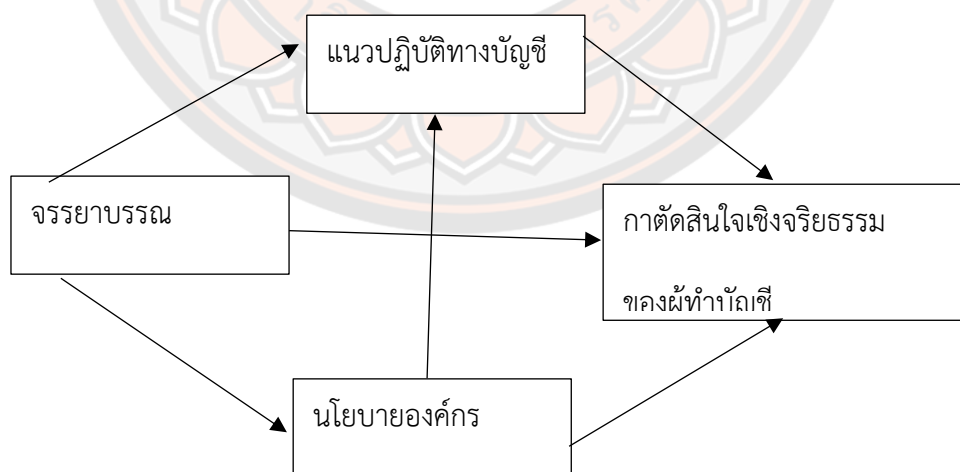 แนวปฏิบัติทางบัญชี
จรรยาบรรณ
กาตัดสินใจเชิงจริยธรรม
ของผู้ทำบัญชี
นโยบายองค์กร